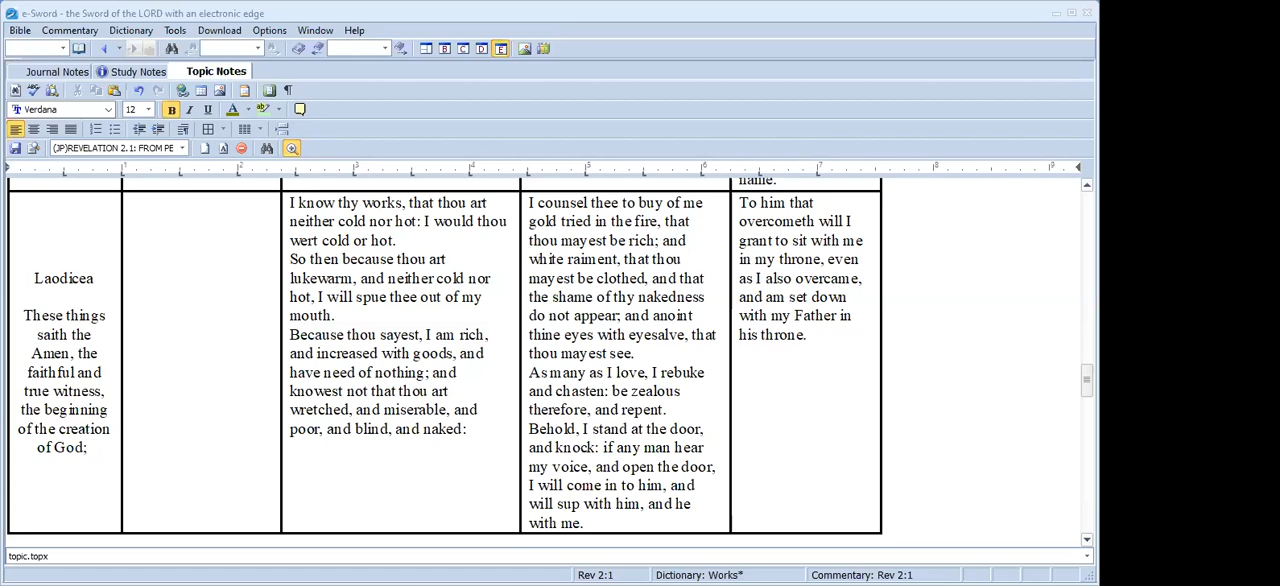 e-Sword - the Sword of the LORD with an electronic edge
Bible Commentary Dictionary Tools Download Options Window Help
B C D E
Journal Notes Study Notes Topic Notes
Verdana 12 B I U A ab
(JP)REVELATION 2.1: FROM PE
1 2 3 4 5 6 7 8 9
name.
Laodicea
These things
saith the
Amen, the
faithful and
true witness,
the beginning
of the creation
of God;
I know thy works, that thou art
neither cold nor hot: I would thou
wert cold or hot.
So then because thou art
lukewarm, and neither cold nor
hot, I will spue thee out of my
mouth.
Because thou sayest, I am rich,
and increased with goods, and
have need of nothing; and
knowest not that thou art
wretched, and miserable, and
poor, and blind, and naked:
I counsel thee to buy of me
gold tried in the fire, that
thou mayest be rich; and
white raiment, that thou
mayest be clothed, and that
the shame of thy nakedness
do not appear; and anoint
thine eyes with eyesalve, that
thou mayest see.
As many as I love, I rebuke
and chasten: be zealous
therefore, and repent.
Behold, I stand at the door,
and knock: if any man hear
my voice, and open the door,
I will come in to him, and
will sup with him, and he
with me.
To him that
overcometh will I
grant to sit with me
in my throne, even
as I also overcame,
and am set down
with my Father in
his throne.
topic.topx
Rev 2:1 Dictionary: Works* Commentary: Rev 2:1